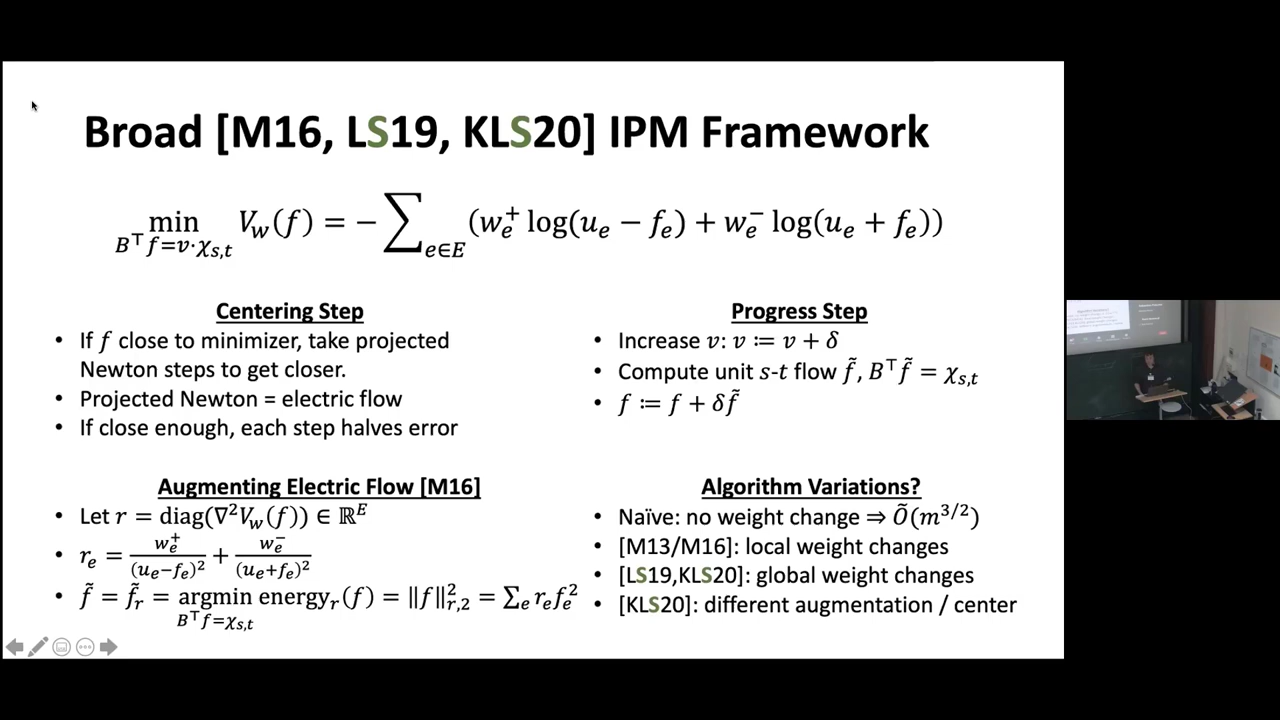 Broad [M16, LS19, KLS20] IPM Framework
min V_w(f) = − ∑ (w_e^+ log(u_e − f_e) + w_e^− log(u_e + f_e))
B^⊤f=v·χ_{s,t} e∈E
Centering Step
• If f close to minimizer, take projected
Newton steps to get closer.
• Projected Newton = electric flow
• If close enough, each step halves error
Progress Step
• Increase v: v ≔ v + δ
• Compute unit s-t flow f̃, B^⊤f̃ = χ_{s,t}
• f ≔ f + δf̃
Augmenting Electric Flow [M16]
• Let r = diag(∇²V_w(f)) ∈ ℝ^E
• r_e = w_e^+/(u_e−f_e)² + w_e^−/(u_e+f_e)²
• f̃ = f̃_r = argmin energy_r(f) = ‖f‖²_{r,2} = ∑_e r_e f_e²
B^⊤f=χ_{s,t}
Algorithm Variations?
• Naïve: no weight change ⇒ Õ(m^{3/2})
• [M13/M16]: local weight changes
• [LS19,KLS20]: global weight changes
• [KLS20]: different augmentation / center